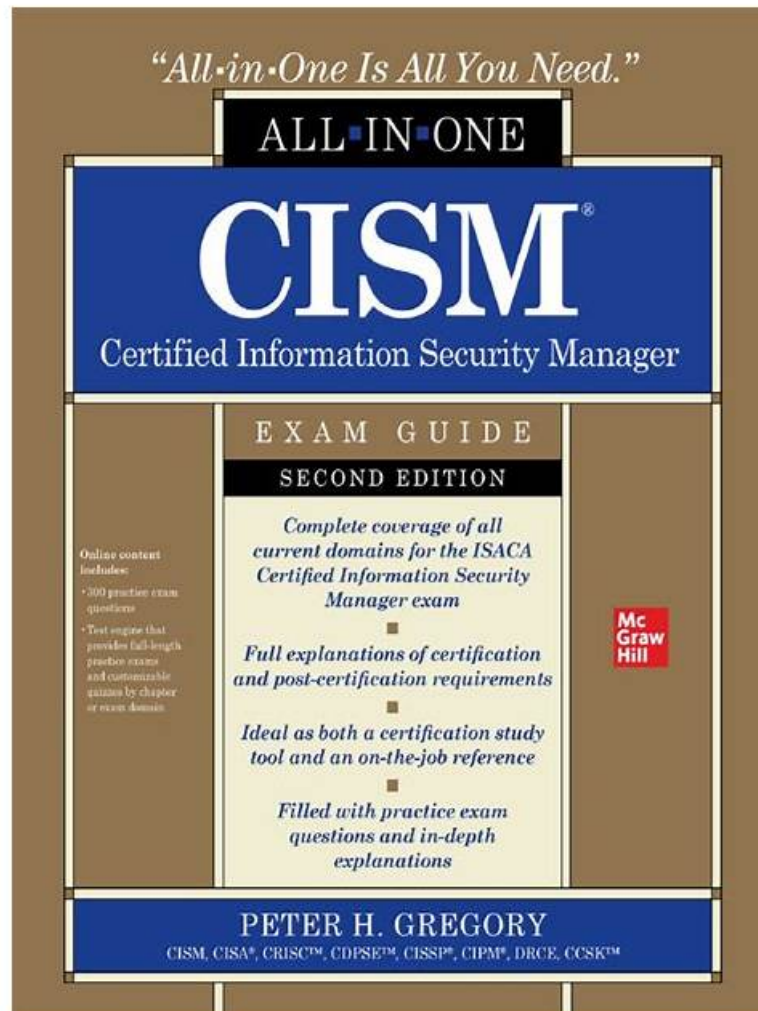 “All-in-One Is All You Need.”
ALL-IN-ONE
CISM®
Certified Information Security Manager
EXAM GUIDE
SECOND EDITION
Complete coverage of all
current domains for the ISACA
Certified Information Security
Manager exam
Full explanations of certification
and post-certification requirements
Ideal as both a certification study
tool and an on-the-job reference
Filled with practice exam
questions and in-depth
explanations
Online content
includes:
• 300 practice exam
questions
• Test engine that
provides full-length
practice exams
and customizable
quizzes by chapter
or exam domain
Mc
Graw
Hill
PETER H. GREGORY
CISM, CISA®, CRISC™, CDPSE™, CISSP®, CIPM®, DRCE, CCSK™